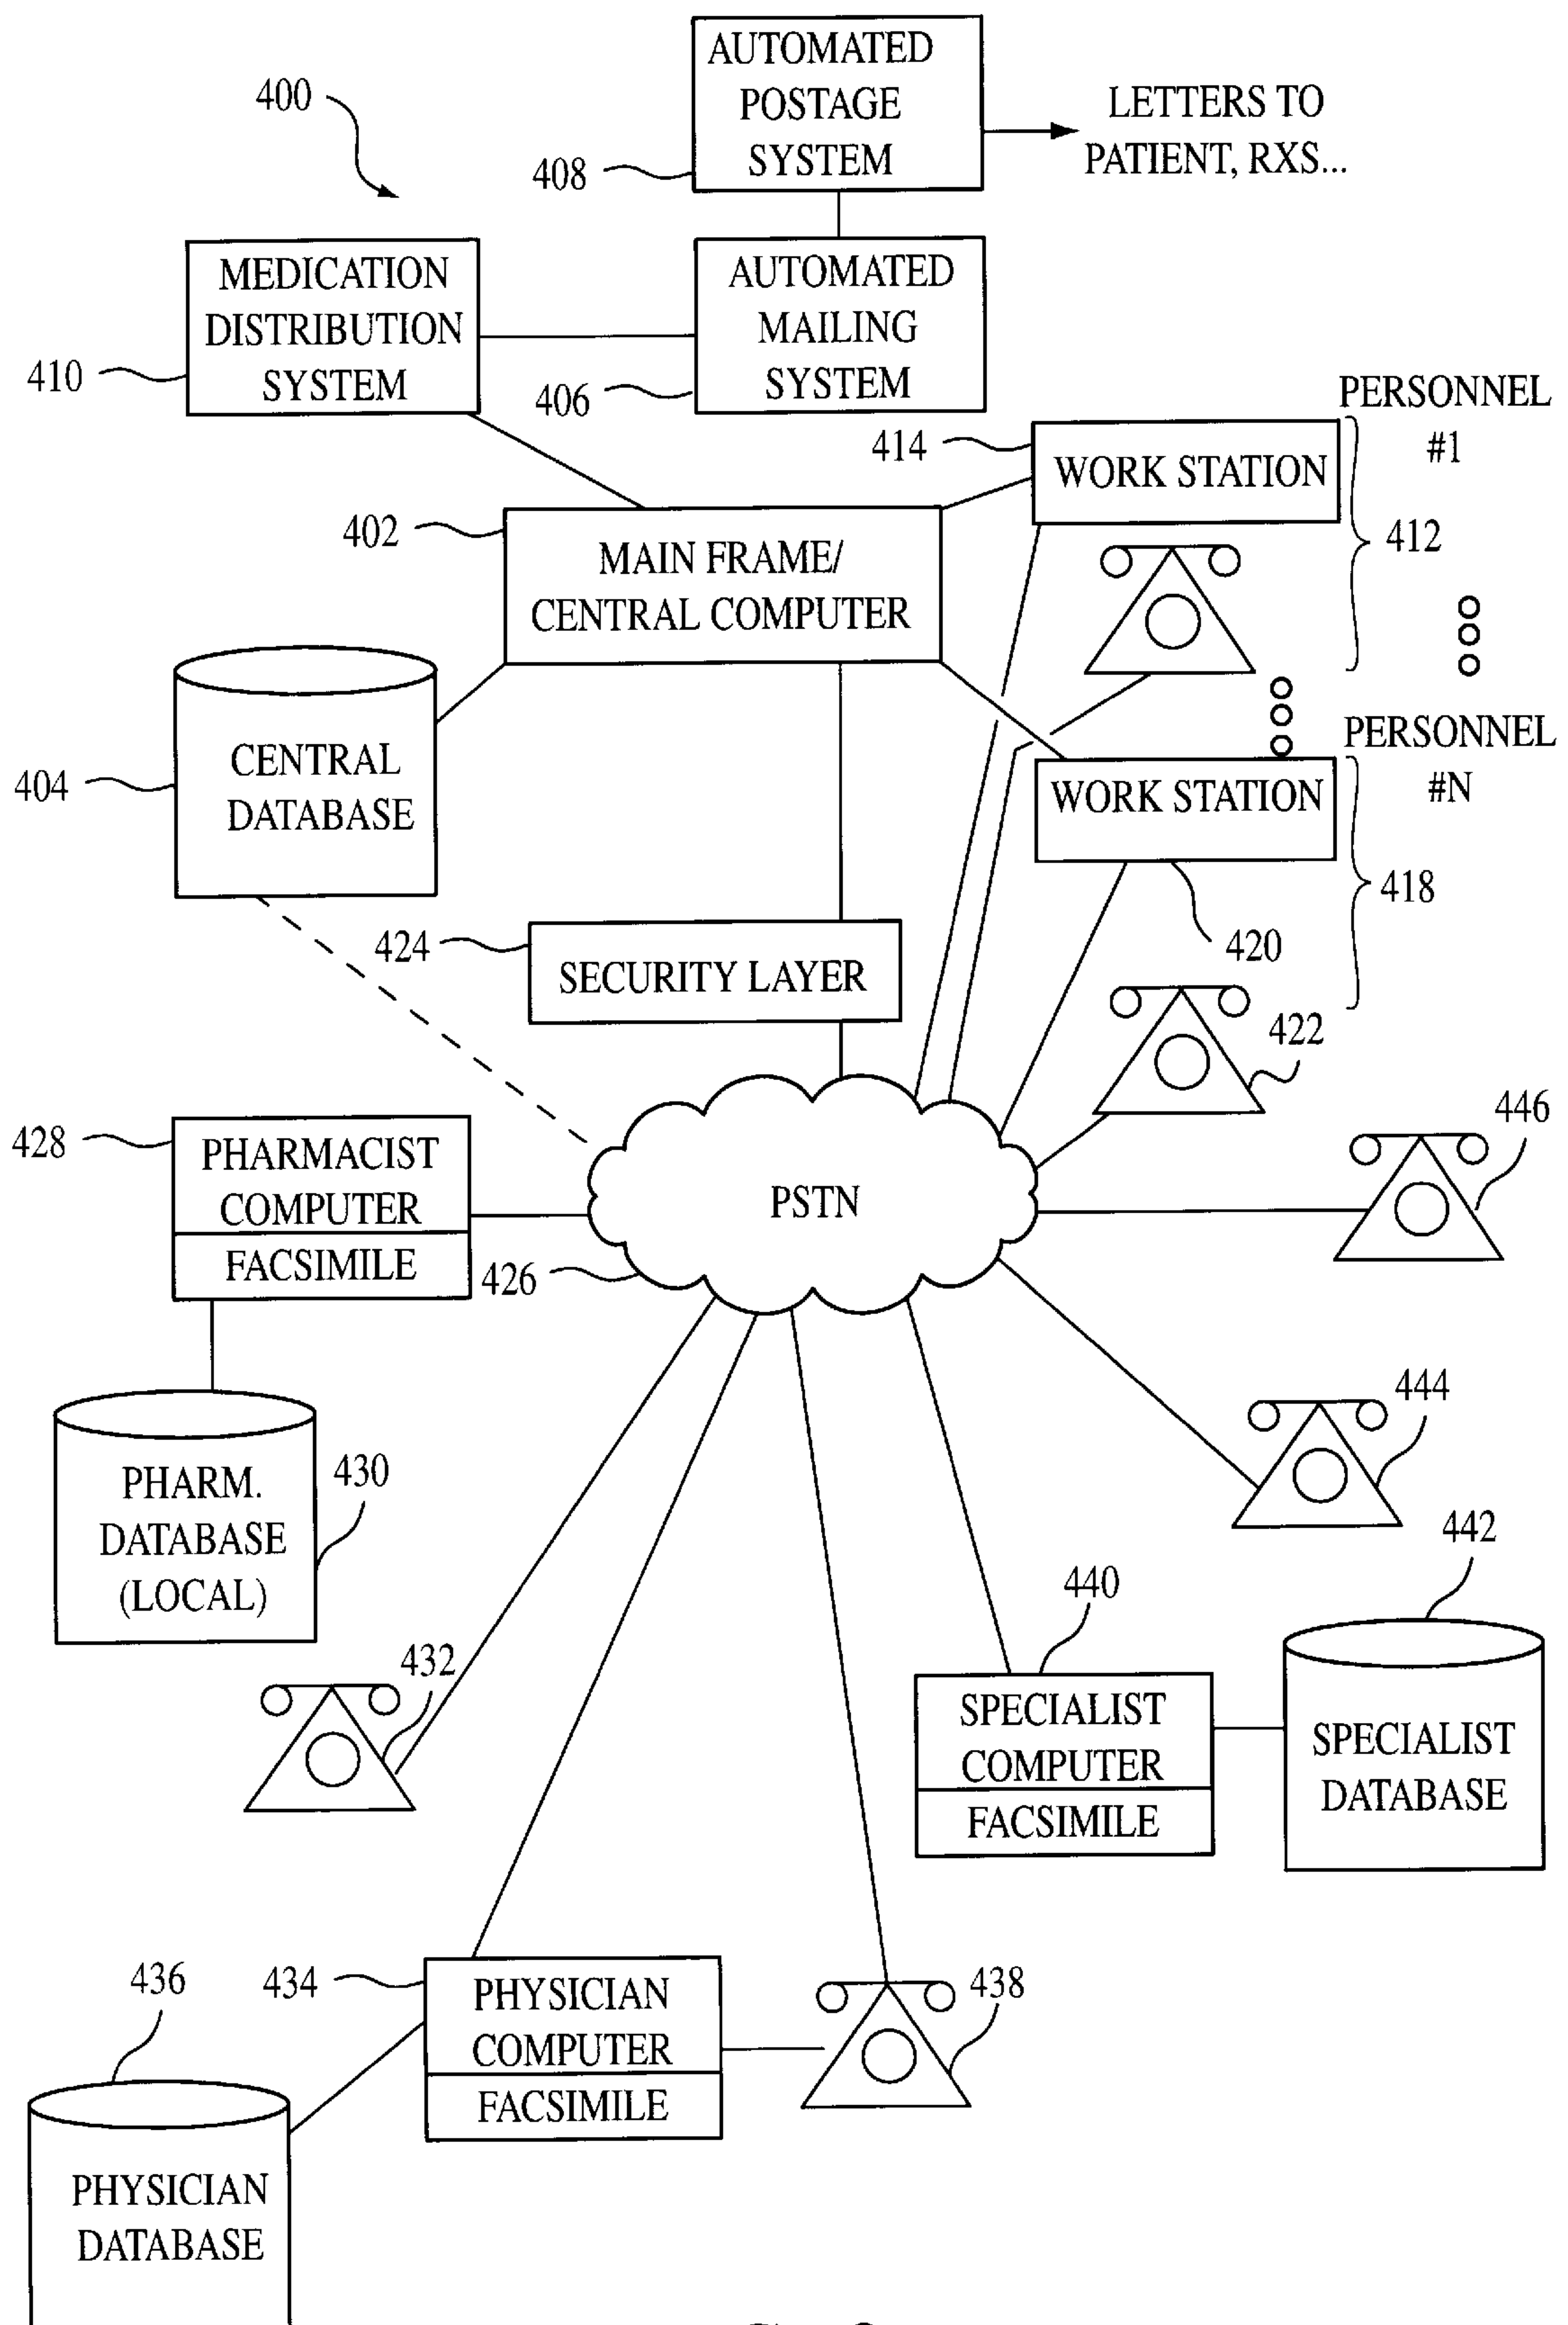 AUTOMATED
POSTAGE
SYSTEM
400
LETTERS TO
PATIENT, RXS...
408
MEDICATION
DISTRIBUTION
SYSTEM
AUTOMATED
MAILING
SYSTEM
410
406
PERSONNEL
#1
414
WORK STATION
412
402
MAIN FRAME/
CENTRAL COMPUTER
PERSONNEL
#N
404
CENTRAL
DATABASE
WORK STATION
418
420
424
SECURITY LAYER
422
446
428
PHARMACIST
COMPUTER
FACSIMILE
PSTN
426
444
430
PHARM.
DATABASE
(LOCAL)
442
440
432
SPECIALIST
COMPUTER
FACSIMILE
SPECIALIST
DATABASE
436
434
PHYSICIAN
COMPUTER
FACSIMILE
438
PHYSICIAN
DATABASE